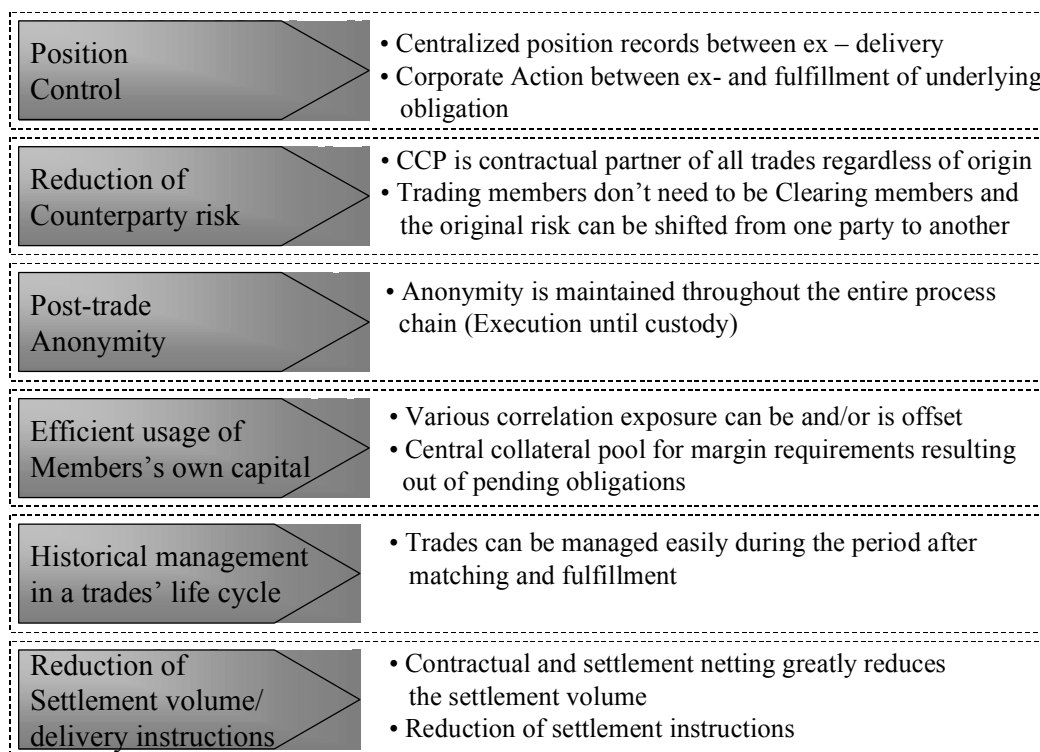 Position
Control
• Centralized position records between ex – delivery
• Corporate Action between ex- and fulfillment of underlying
obligation
Reduction of
Counterparty risk
• CCP is contractual partner of all trades regardless of origin
• Trading members don’t need to be Clearing members and
the original risk can be shifted from one party to another
Post-trade
Anonymity
• Anonymity is maintained throughout the entire process
chain (Execution until custody)
Efficient usage of
Members’s own capital
• Various correlation exposure can be and/or is offset
• Central collateral pool for margin requirements resulting
out of pending obligations
Historical management
in a trades’ life cycle
• Trades can be managed easily during the period after
matching and fulfillment
Reduction of
Settlement volume/
delivery instructions
• Contractual and settlement netting greatly reduces
the settlement volume
• Reduction of settlement instructions